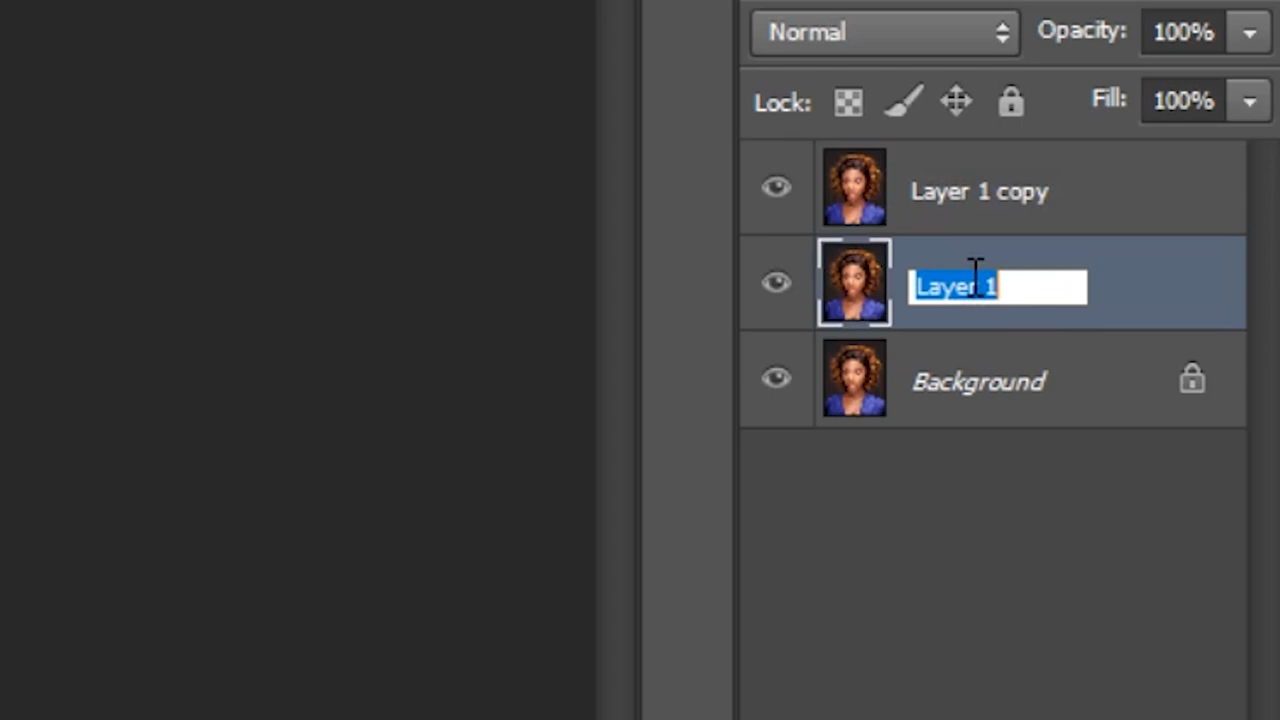 Normal Opacity: 100%
Lock: Fill: 100%
Layer 1 copy
Layer 1
Background